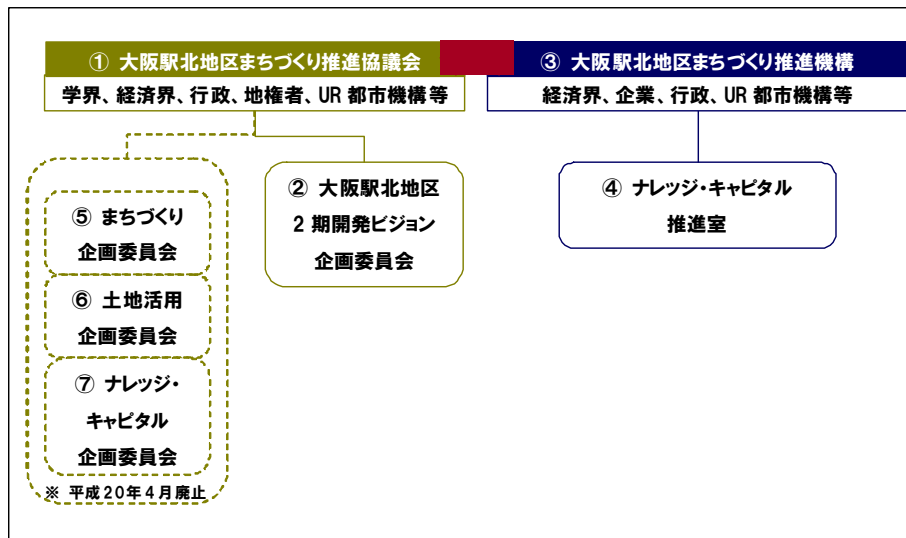 ① 大阪駅北地区まちづくり推進協議会
学界、経済界、行政、地権者、UR 都市機構等
③ 大阪駅北地区まちづくり推進機構
経済界、企業、行政、UR 都市機構等
② 大阪駅北地区
2 期開発ビジョン
企画委員会
④ ナレッジ・キャピタル
推進室
⑤ まちづくり
企画委員会
⑥ 土地活用
企画委員会
⑦ ナレッジ・
キャピタル
企画委員会
※ 平成20年4月廃止